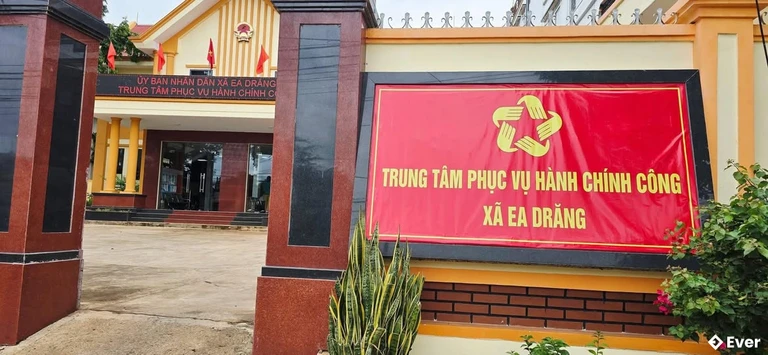 ỦY BAN NHÂN DÂN XÃ EA DRĂNG
TRUNG TÂM PHỤC VỤ HÀNH CHÍNH CÔ
TRUNG TÂM PHỤC VỤ HÀNH CHÍNH CÔNG
XÃ EA DRĂNG
Ever